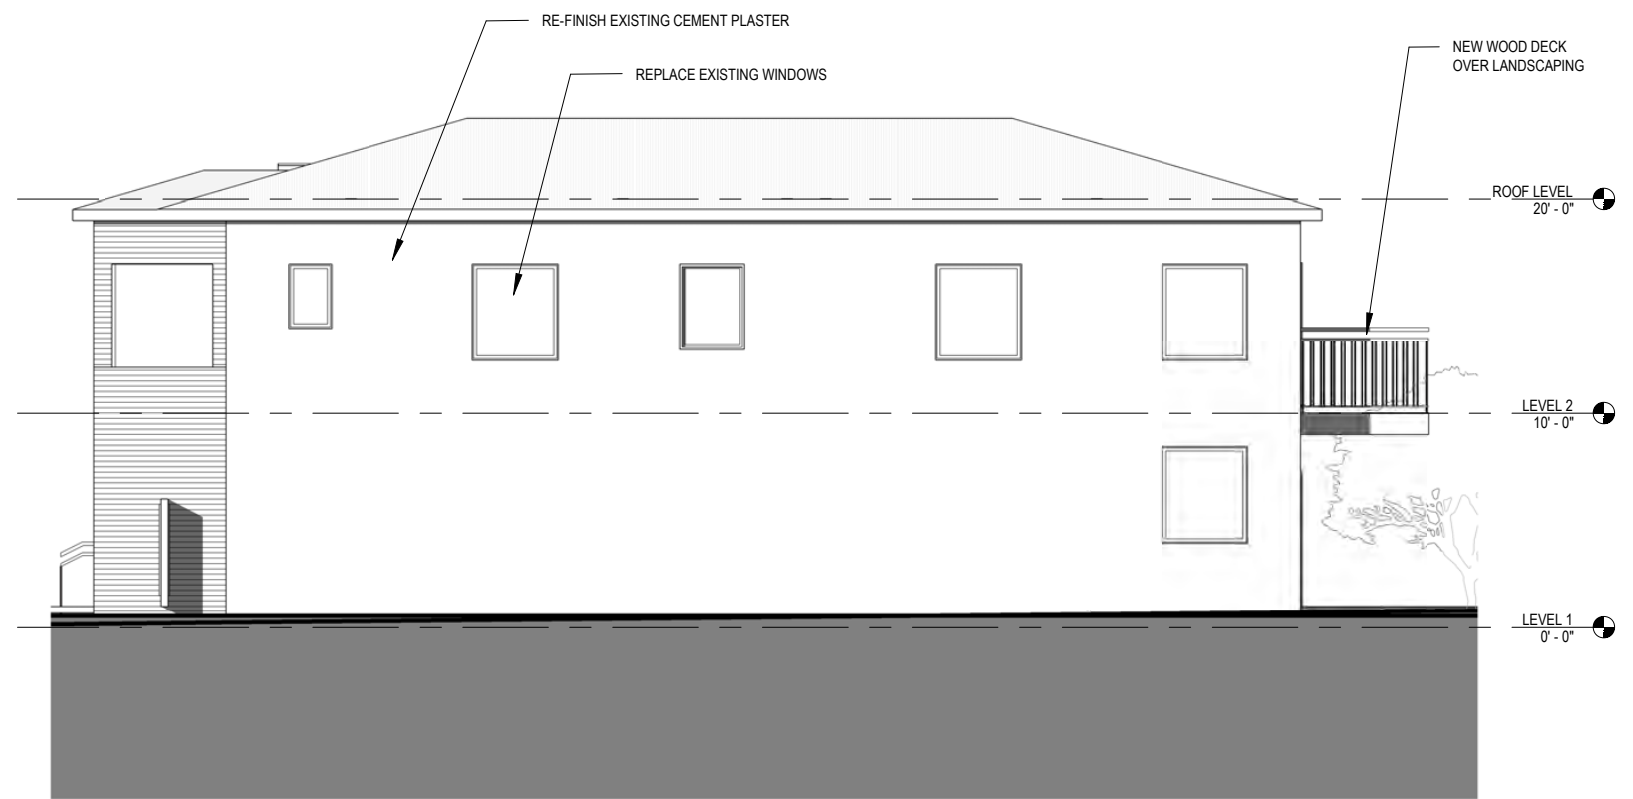 RE-FINISH EXISTING CEMENT PLASTER
REPLACE EXISTING WINDOWS
NEW WOOD DECK
OVER LANDSCAPING
ROOF LEVEL
20' - 0"
LEVEL 2
10' - 0"
LEVEL 1
0' - 0"